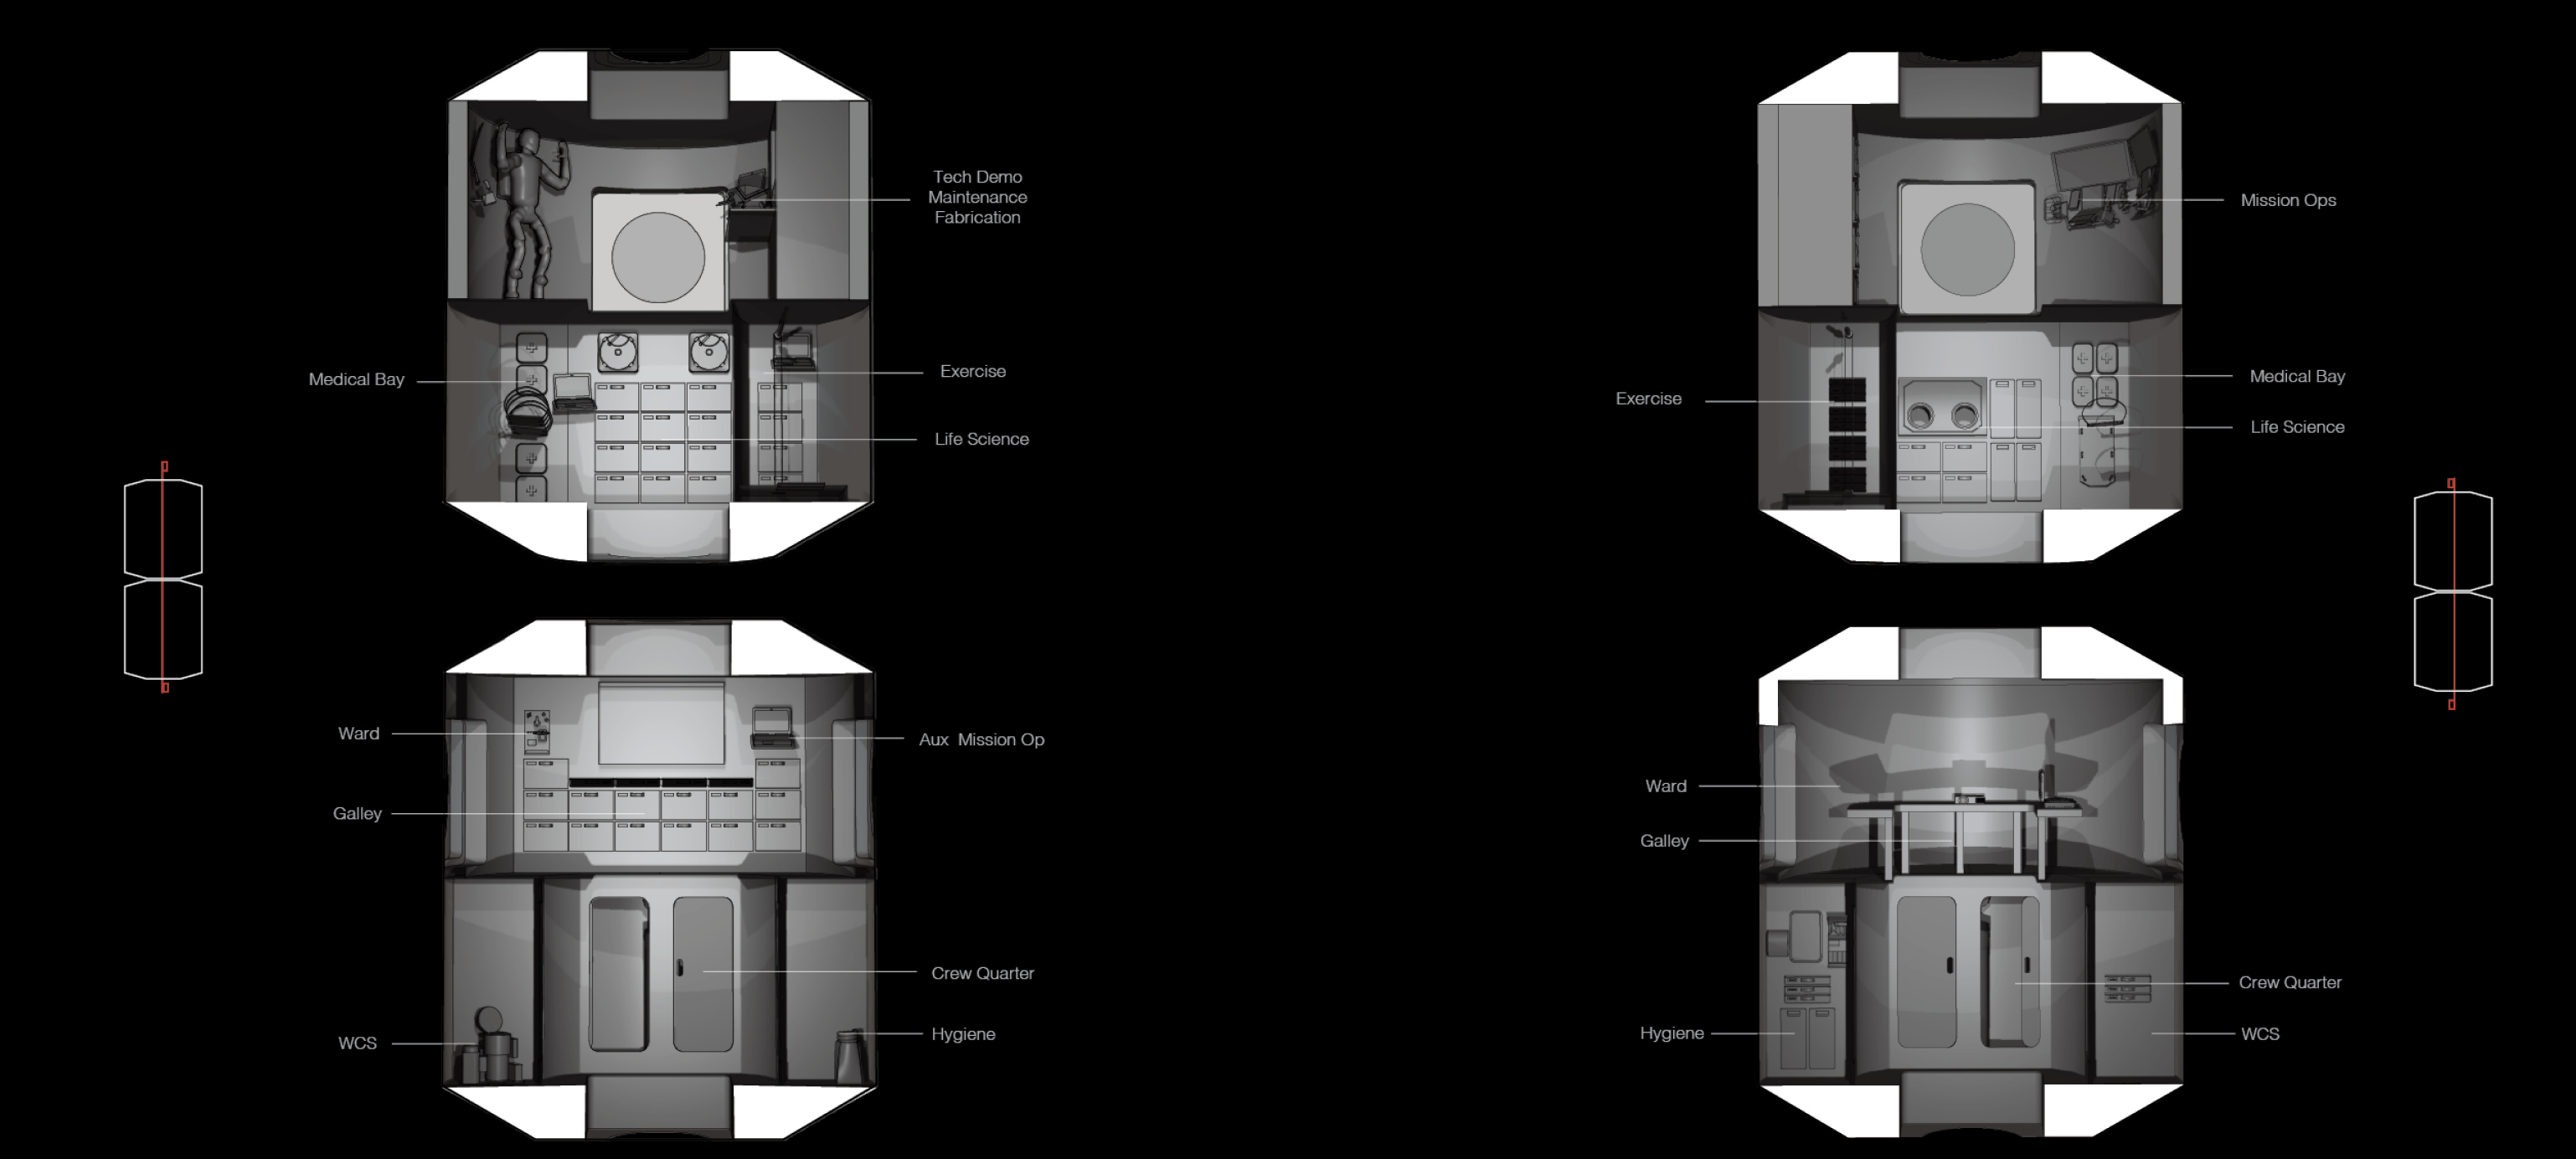 Tech Demo
Maintenance
Fabrication
Medical Bay
Exercise
Life Science
Ward
Aux Mission Op
Galley
Crew Quarter
WCS
Hygiene
Mission Ops
Exercise
Medical Bay
Life Science
Ward
Galley
Crew Quarter
Hygiene
WCS